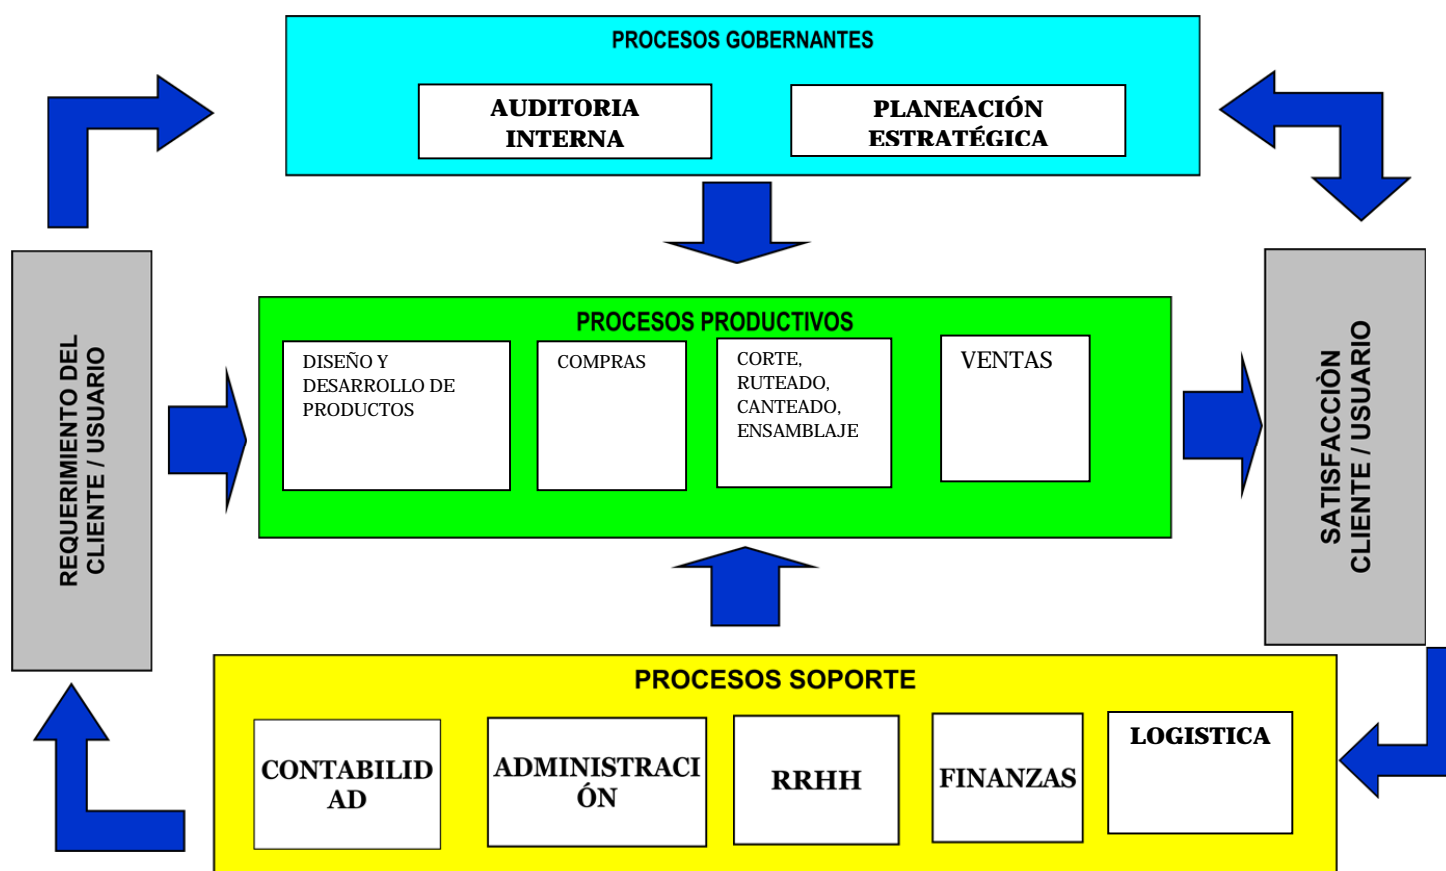 PROCESOS GOBERNANTES
AUDITORIA
INTERNA
PLANEACIÓN
ESTRATÉGICA
REQUERIMIENTO DEL
CLIENTE / USUARIO
PROCESOS PRODUCTIVOS
DISEÑO Y
DESARROLLO DE
PRODUCTOS
COMPRAS
CORTE,
RUTEADO,
CANTEADO,
ENSAMBLAJE
VENTAS
SATISFACCIÒN
CLIENTE / USUARIO
PROCESOS SOPORTE
CONTABILID
AD
ADMINISTRACI
ÓN
RRHH
FINANZAS
LOGISTICA